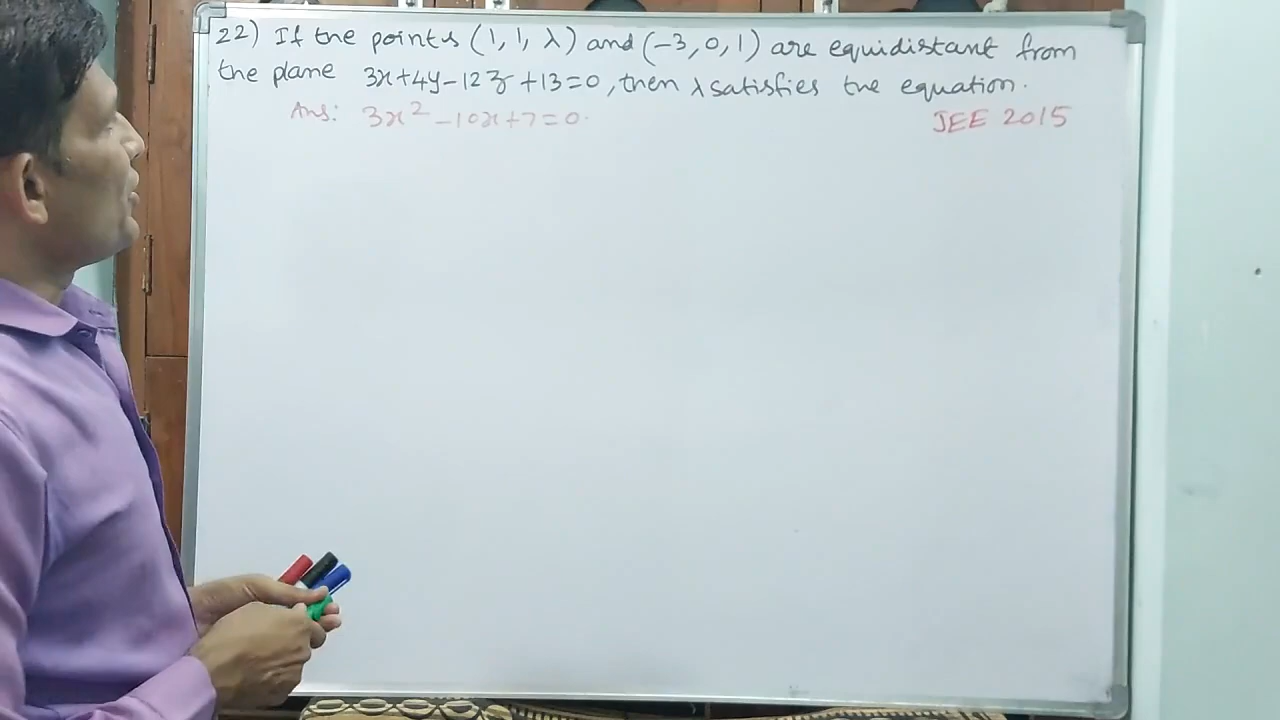 22) If the points (1, 1, λ) and (-3, 0, 1) are equidistant from
the plane 3x+4y-12z+13=0, then λ satisfies the equation.
Ans: 3x²-10x+7=0.
JEE 2015